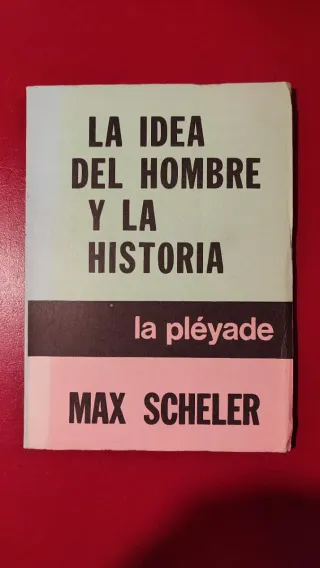 LA IDEA
DEL HOMBRE
Y LA
HISTORIA
la pléyade
MAX SCHELER